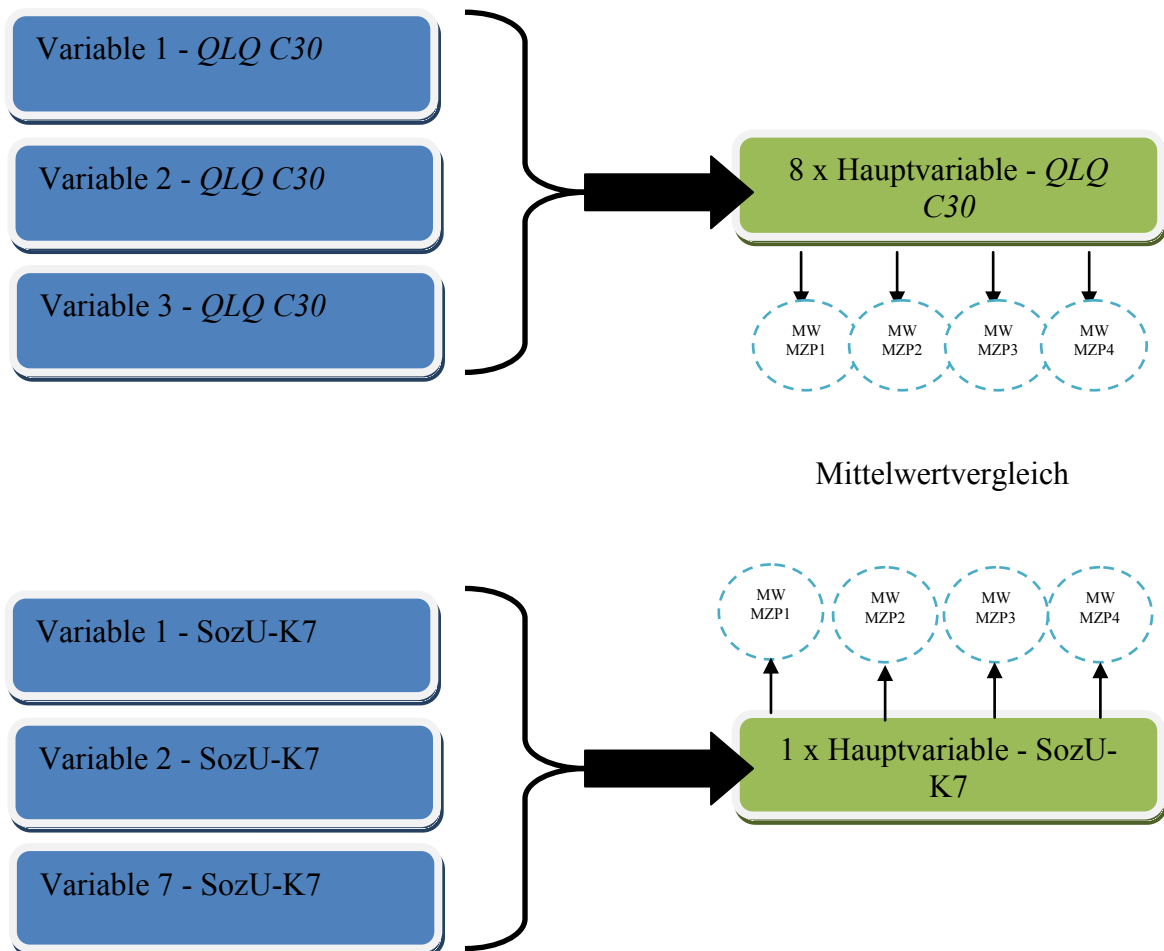 Variable 1 - QLQ C30
Variable 2 - QLQ C30
Variable 3 - QLQ C30
8 x Hauptvariable - QLQ
C30
MW
MZP1
MW
MZP2
MW
MZP3
MW
MZP4
Mittelwertvergleich
MW
MZP1
MW
MZP2
MW
MZP3
MW
MZP4
Variable 1 - SozU-K7
Variable 2 - SozU-K7
Variable 7 - SozU-K7
1 x Hauptvariable - SozU-
K7